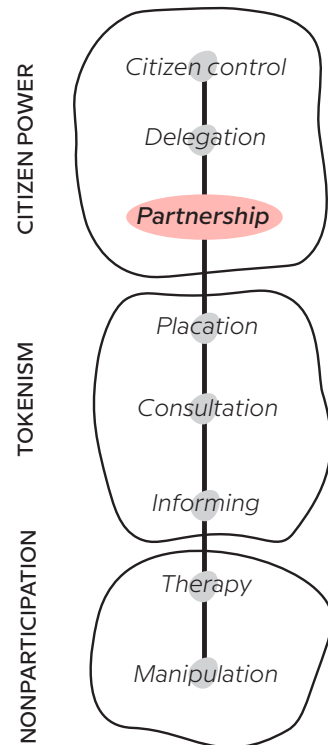 CITIZEN POWER
Citizen control
Delegation
Partnership
TOKENISM
Placation
Consultation
Informing
NONPARTICIPATION
Therapy
Manipulation